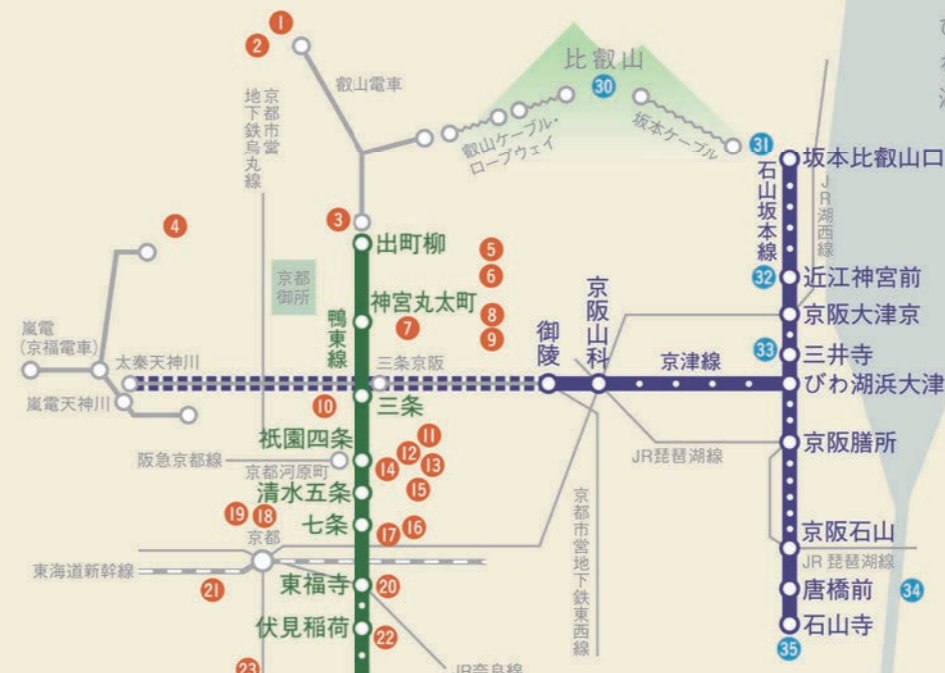 1
2
叡山電車
比叡山
30
叡山ケーブル・
ロープウェイ
坂本ケーブル
31
坂本比叡山口
京都市営
地下鉄烏丸線
石山坂本線
JR湖西線
3
4
出町柳
5
6
京都
御所
神宮丸太町
7
8
9
鴨東線
32
近江神宮前
京阪大津京
33
三井寺
京阪山科
御陵
京津線
びわ湖浜大津
嵐電
(京福電車)
太秦天神川
嵐電天神川
三条京阪
10
三条
祇園四条
11
12
13
14
15
阪急京都線
京都河原町
清水五条
JR琵琶湖線
京阪膳所
七条
16
17
18
19
京都
京都市営地下鉄東西線
京阪石山
JR 琵琶湖線
東海道新幹線
21
東福寺
20
唐橋前
34
伏見稲荷
22
石山寺
35
23
JR奈良線